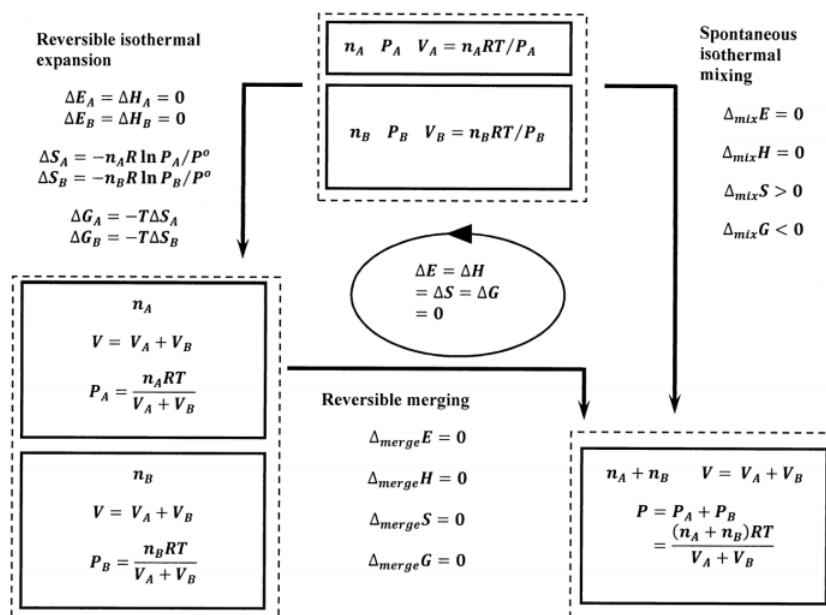 Reversible isothermal
expansion
ΔE_A = ΔH_A = 0
ΔE_B = ΔH_B = 0
ΔS_A = −n_A R ln P_A/P^o
ΔS_B = −n_B R ln P_B/P^o
ΔG_A = −TΔS_A
ΔG_B = −TΔS_B
n_A P_A V_A = n_A RT/P_A
n_B P_B V_B = n_B RT/P_B
Spontaneous
isothermal
mixing
Δ_mix E = 0
Δ_mix H = 0
Δ_mix S > 0
Δ_mix G < 0
ΔE = ΔH
= ΔS = ΔG
= 0
n_A
V = V_A + V_B
P_A = n_A RT / V_A + V_B
n_B
V = V_A + V_B
P_B = n_B RT / V_A + V_B
Reversible merging
Δ_merge E = 0
Δ_merge H = 0
Δ_merge S = 0
Δ_merge G = 0
n_A + n_B V = V_A + V_B
P = P_A + P_B
= (n_A + n_B)RT / V_A + V_B